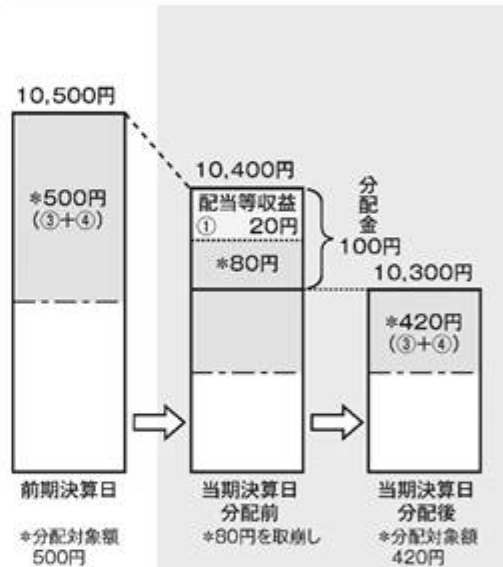 10,500円
*500円
(③+④)
前期決算日
*分配対象額
500円
10,400円
配当等収益
① 20円
*80円
分配金
100円
当期決算日
分配前
*80円を取崩し
10,300円
*420円
(③+④)
当期決算日
分配後
*分配対象額
420円